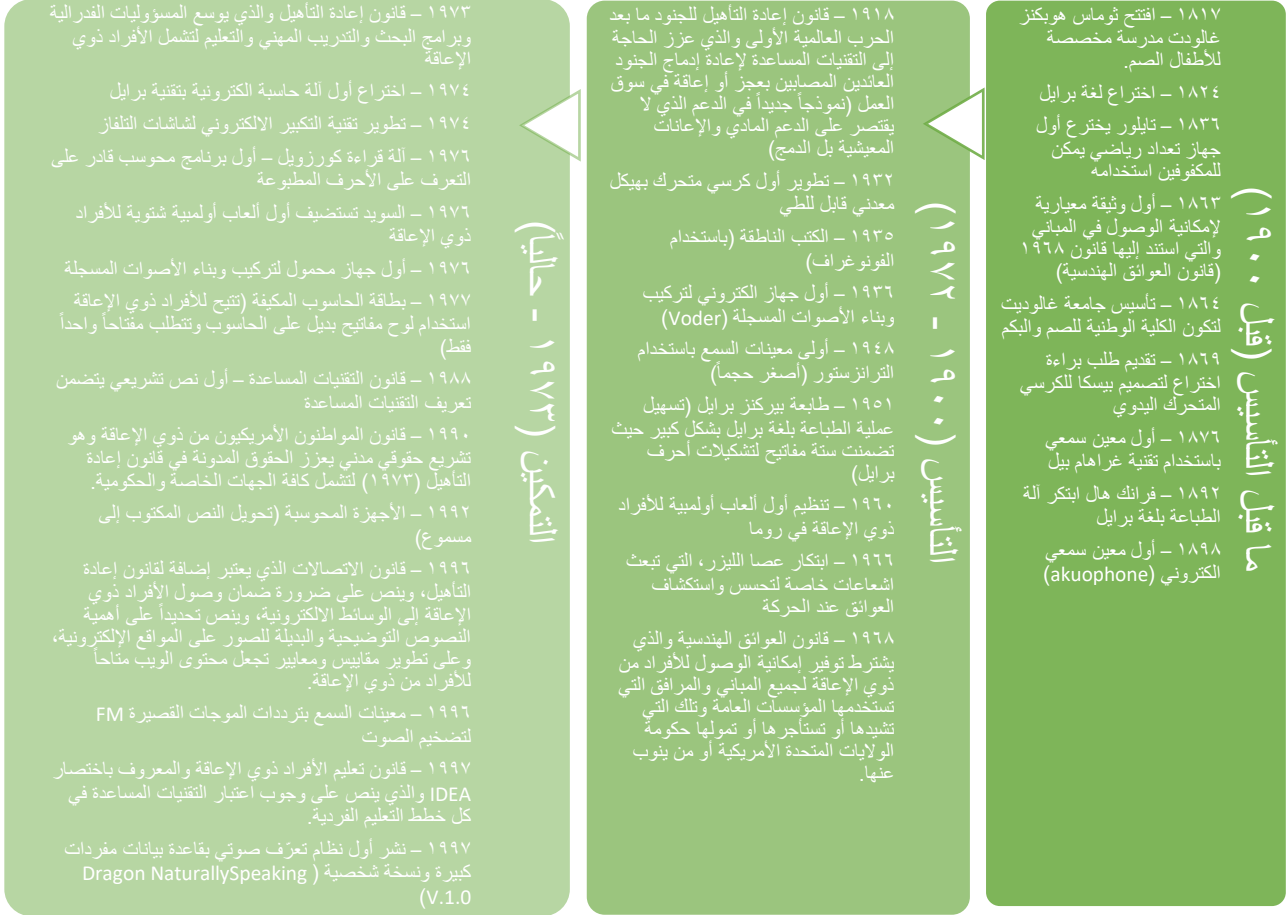 ما قبل التأسيس (قبل ١٩٠٠)
١٨١٧ – افتتح ثوماس هوبكنز
غالودت مدرسة مخصصة
للأطفال الصم.
١٨٢٤ – اختراع لغة برايل
١٨٣٦ – تايلور يخترع أول
جهاز تعداد رياضي يمكن
للمكفوفين استخدامه
١٨٦٣ – أول وثيقة معيارية
لإمكانية الوصول في المباني
والتي استند إليها قانون ١٩٦٨
(قانون العوائق الهندسية)
١٨٦٤ – تأسيس جامعة غالوديت
لتكون الكلية الوطنية للصم والبكم
١٨٦٩ – تقديم طلب براءة
اختراع لتصميم بيسكا للكرسي
المتحرك اليدوي
١٨٧٦ – أول معين سمعي
باستخدام تقنية غراهام بيل
١٨٩٢ – فرانك هال ابتكر آلة
الطباعة بلغة برايل
١٨٩٨ – أول معين سمعي
الكتروني (akuophone)
التأسيس (١٩٠٠ - ١٩٧٢)
١٩١٨ – قانون إعادة التأهيل للجنود ما بعد
الحرب العالمية الأولى والذي عزز الحاجة
إلى التقنيات المساعدة لإعادة إدماج الجنود
العائدين المصابين بعجز أو إعاقة في سوق
العمل (نموذجاً جديداً في الدعم الذي لا
يقتصر على الدعم المادي والإعانات
المعيشية بل الدمج)
١٩٣٢ – تطوير أول كرسي متحرك بهيكل
معدني قابل للطي
١٩٣٥ – الكتب الناطقة (باستخدام
الفونوغراف)
١٩٣٦ – أول جهاز الكتروني لتركيب
وبناء الأصوات المسجلة (Voder)
١٩٤٨ – أولى معينات السمع باستخدام
الترانزستور (أصغر حجماً)
١٩٥١ – طابعة بيركنز برايل (تسهيل
عملية الطباعة بلغة برايل بشكل كبير حيث
تضمنت ستة مفاتيح لتشكيلات أحرف
برايل)
١٩٦٠ – تنظيم أول ألعاب أولمبية للأفراد
ذوي الإعاقة في روما
١٩٦٦ – ابتكار عصا الليزر، التي تبعث
اشعاعات خاصة لتحسس واستكشاف
العوائق عند الحركة
١٩٦٨ – قانون العوائق الهندسية والذي
يشترط توفير إمكانية الوصول للأفراد من
ذوي الإعاقة لجميع المباني والمرافق التي
تستخدمها المؤسسات العامة وتلك التي
تشيدها أو تستأجرها أو تمولها حكومة
الولايات المتحدة الأمريكية أو من ينوب
عنها.
التمكين (١٩٧٣ - حالياً)
١٩٧٣ – قانون إعادة التأهيل والذي يوسع المسؤوليات الفدرالية
وبرامج البحث والتدريب المهني والتعليم لتشمل الأفراد ذوي
الإعاقة
١٩٧٤ – اختراع أول آلة حاسبة الكترونية بتقنية برايل
١٩٧٤ – تطوير تقنية التكبير الالكتروني لشاشات التلفاز
١٩٧٦ – آلة قراءة كورزويل – أول برنامج محوسب قادر على
التعرف على الأحرف المطبوعة
١٩٧٦ – السويد تستضيف أول ألعاب أولمبية شتوية للأفراد
ذوي الإعاقة
١٩٧٦ – أول جهاز محمول لتركيب وبناء الأصوات المسجلة
١٩٧٧ – بطاقة الحاسوب المكيفة (تتيح للأفراد ذوي الإعاقة
استخدام لوح مفاتيح بديل على الحاسوب وتتطلب مفتاحاً واحداً
فقط)
١٩٨٨ – قانون التقنيات المساعدة – أول نص تشريعي يتضمن
تعريف التقنيات المساعدة
١٩٩٠ – قانون المواطنون الأمريكيون من ذوي الإعاقة وهو
تشريع حقوقي مدني يعزز الحقوق المدونة في قانون إعادة
التأهيل (١٩٧٣) لتشمل كافة الجهات الخاصة والحكومية.
١٩٩٢ – الأجهزة المحوسبة (تحويل النص المكتوب إلى
مسموع)
١٩٩٦ – قانون الاتصالات الذي يعتبر إضافة لقانون إعادة
التأهيل، وينص على ضرورة ضمان وصول الأفراد ذوي
الإعاقة إلى الوسائط الالكترونية، وينص تحديداً على أهمية
النصوص التوضيحية والبديلة للصور على المواقع الإلكترونية،
وعلى تطوير مقاييس ومعايير تجعل محتوى الويب متاحاً
للأفراد من ذوي الإعاقة.
١٩٩٦ – معينات السمع بترددات الموجات القصيرة FM
لتضخيم الصوت
١٩٩٧ – قانون تعليم الأفراد ذوي الإعاقة والمعروف باختصار
IDEA والذي ينص على وجوب اعتبار التقنيات المساعدة في
كل خطط التعليم الفردية.
١٩٩٧ – نشر أول نظام تعرّف صوتي بقاعدة بيانات مفردات
كبيرة ونسخة شخصية (Dragon NaturallySpeaking
V.1.0)